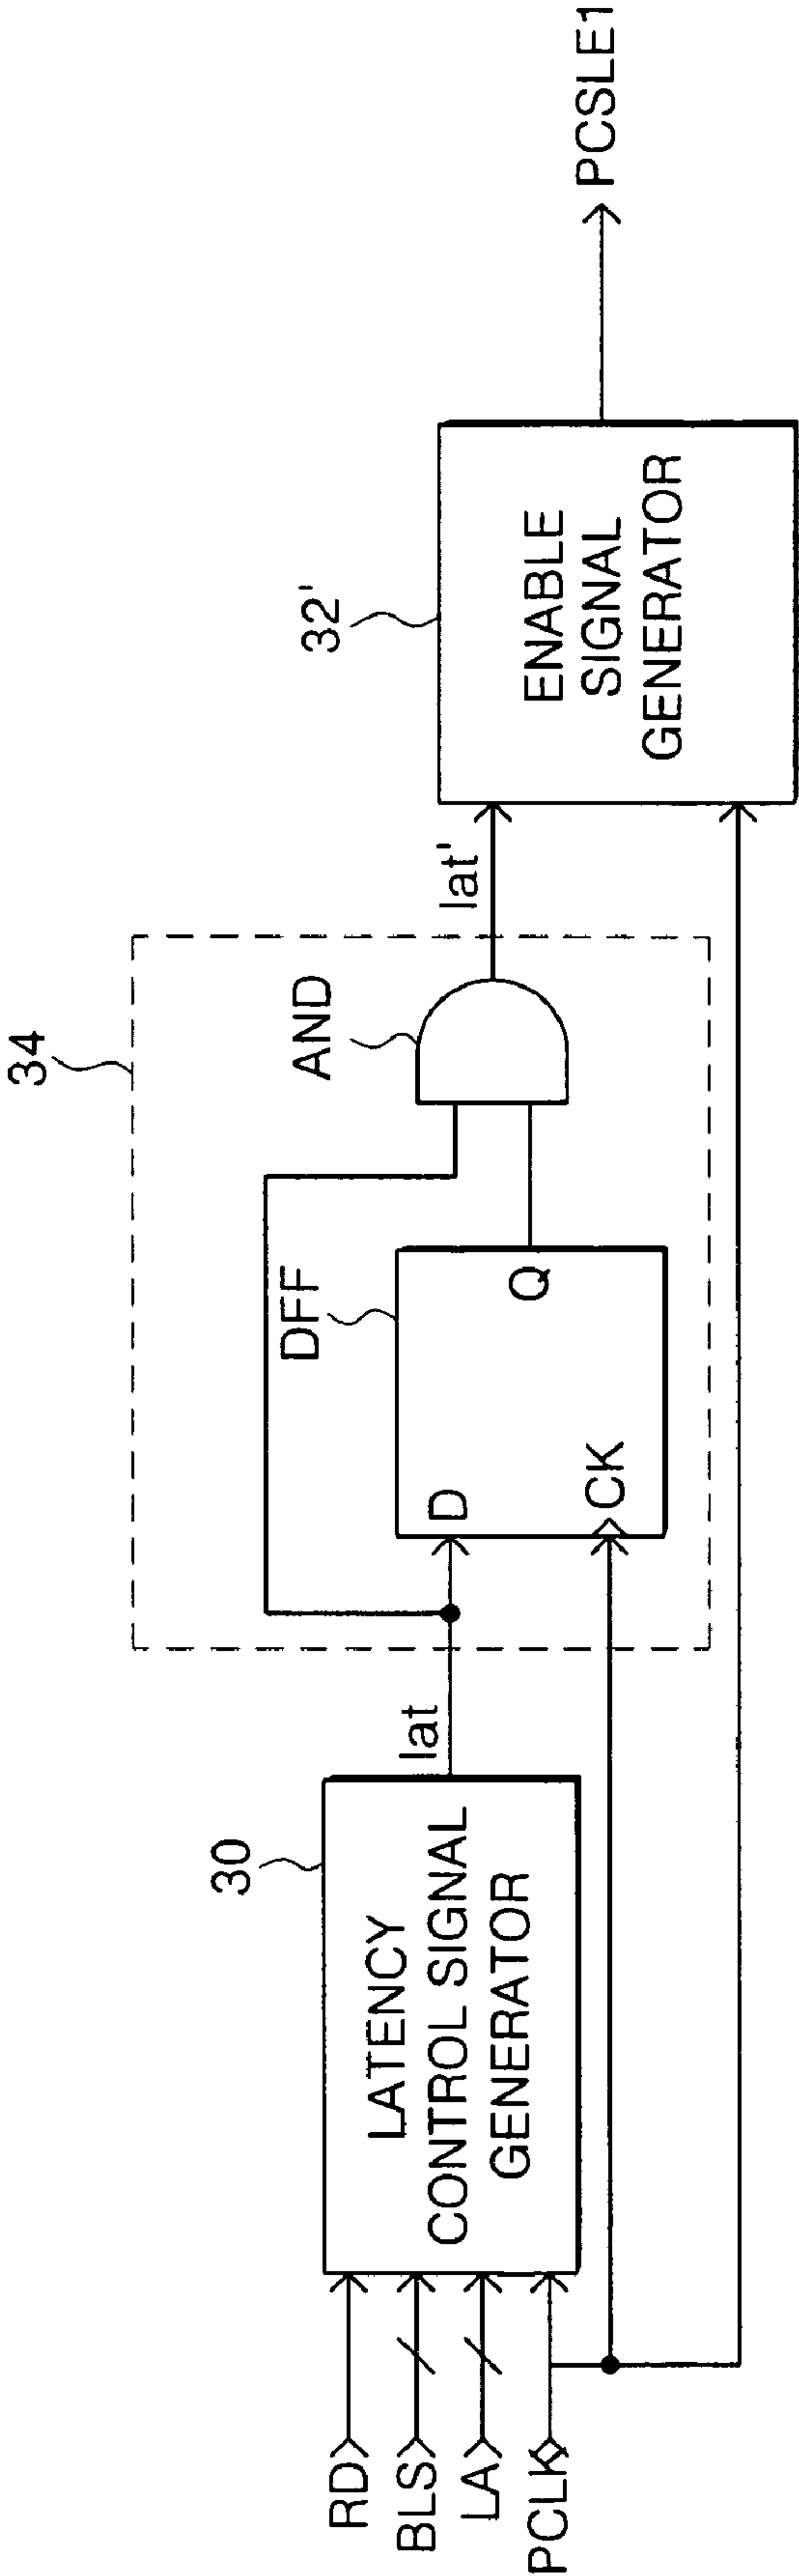 34
30
32'
RD
BLS
LA
PCLK
LATENCY
CONTROL SIGNAL
GENERATOR
lat
DFF
D
CK
Q
AND
lat'
ENABLE
SIGNAL
GENERATOR
PCSLE1